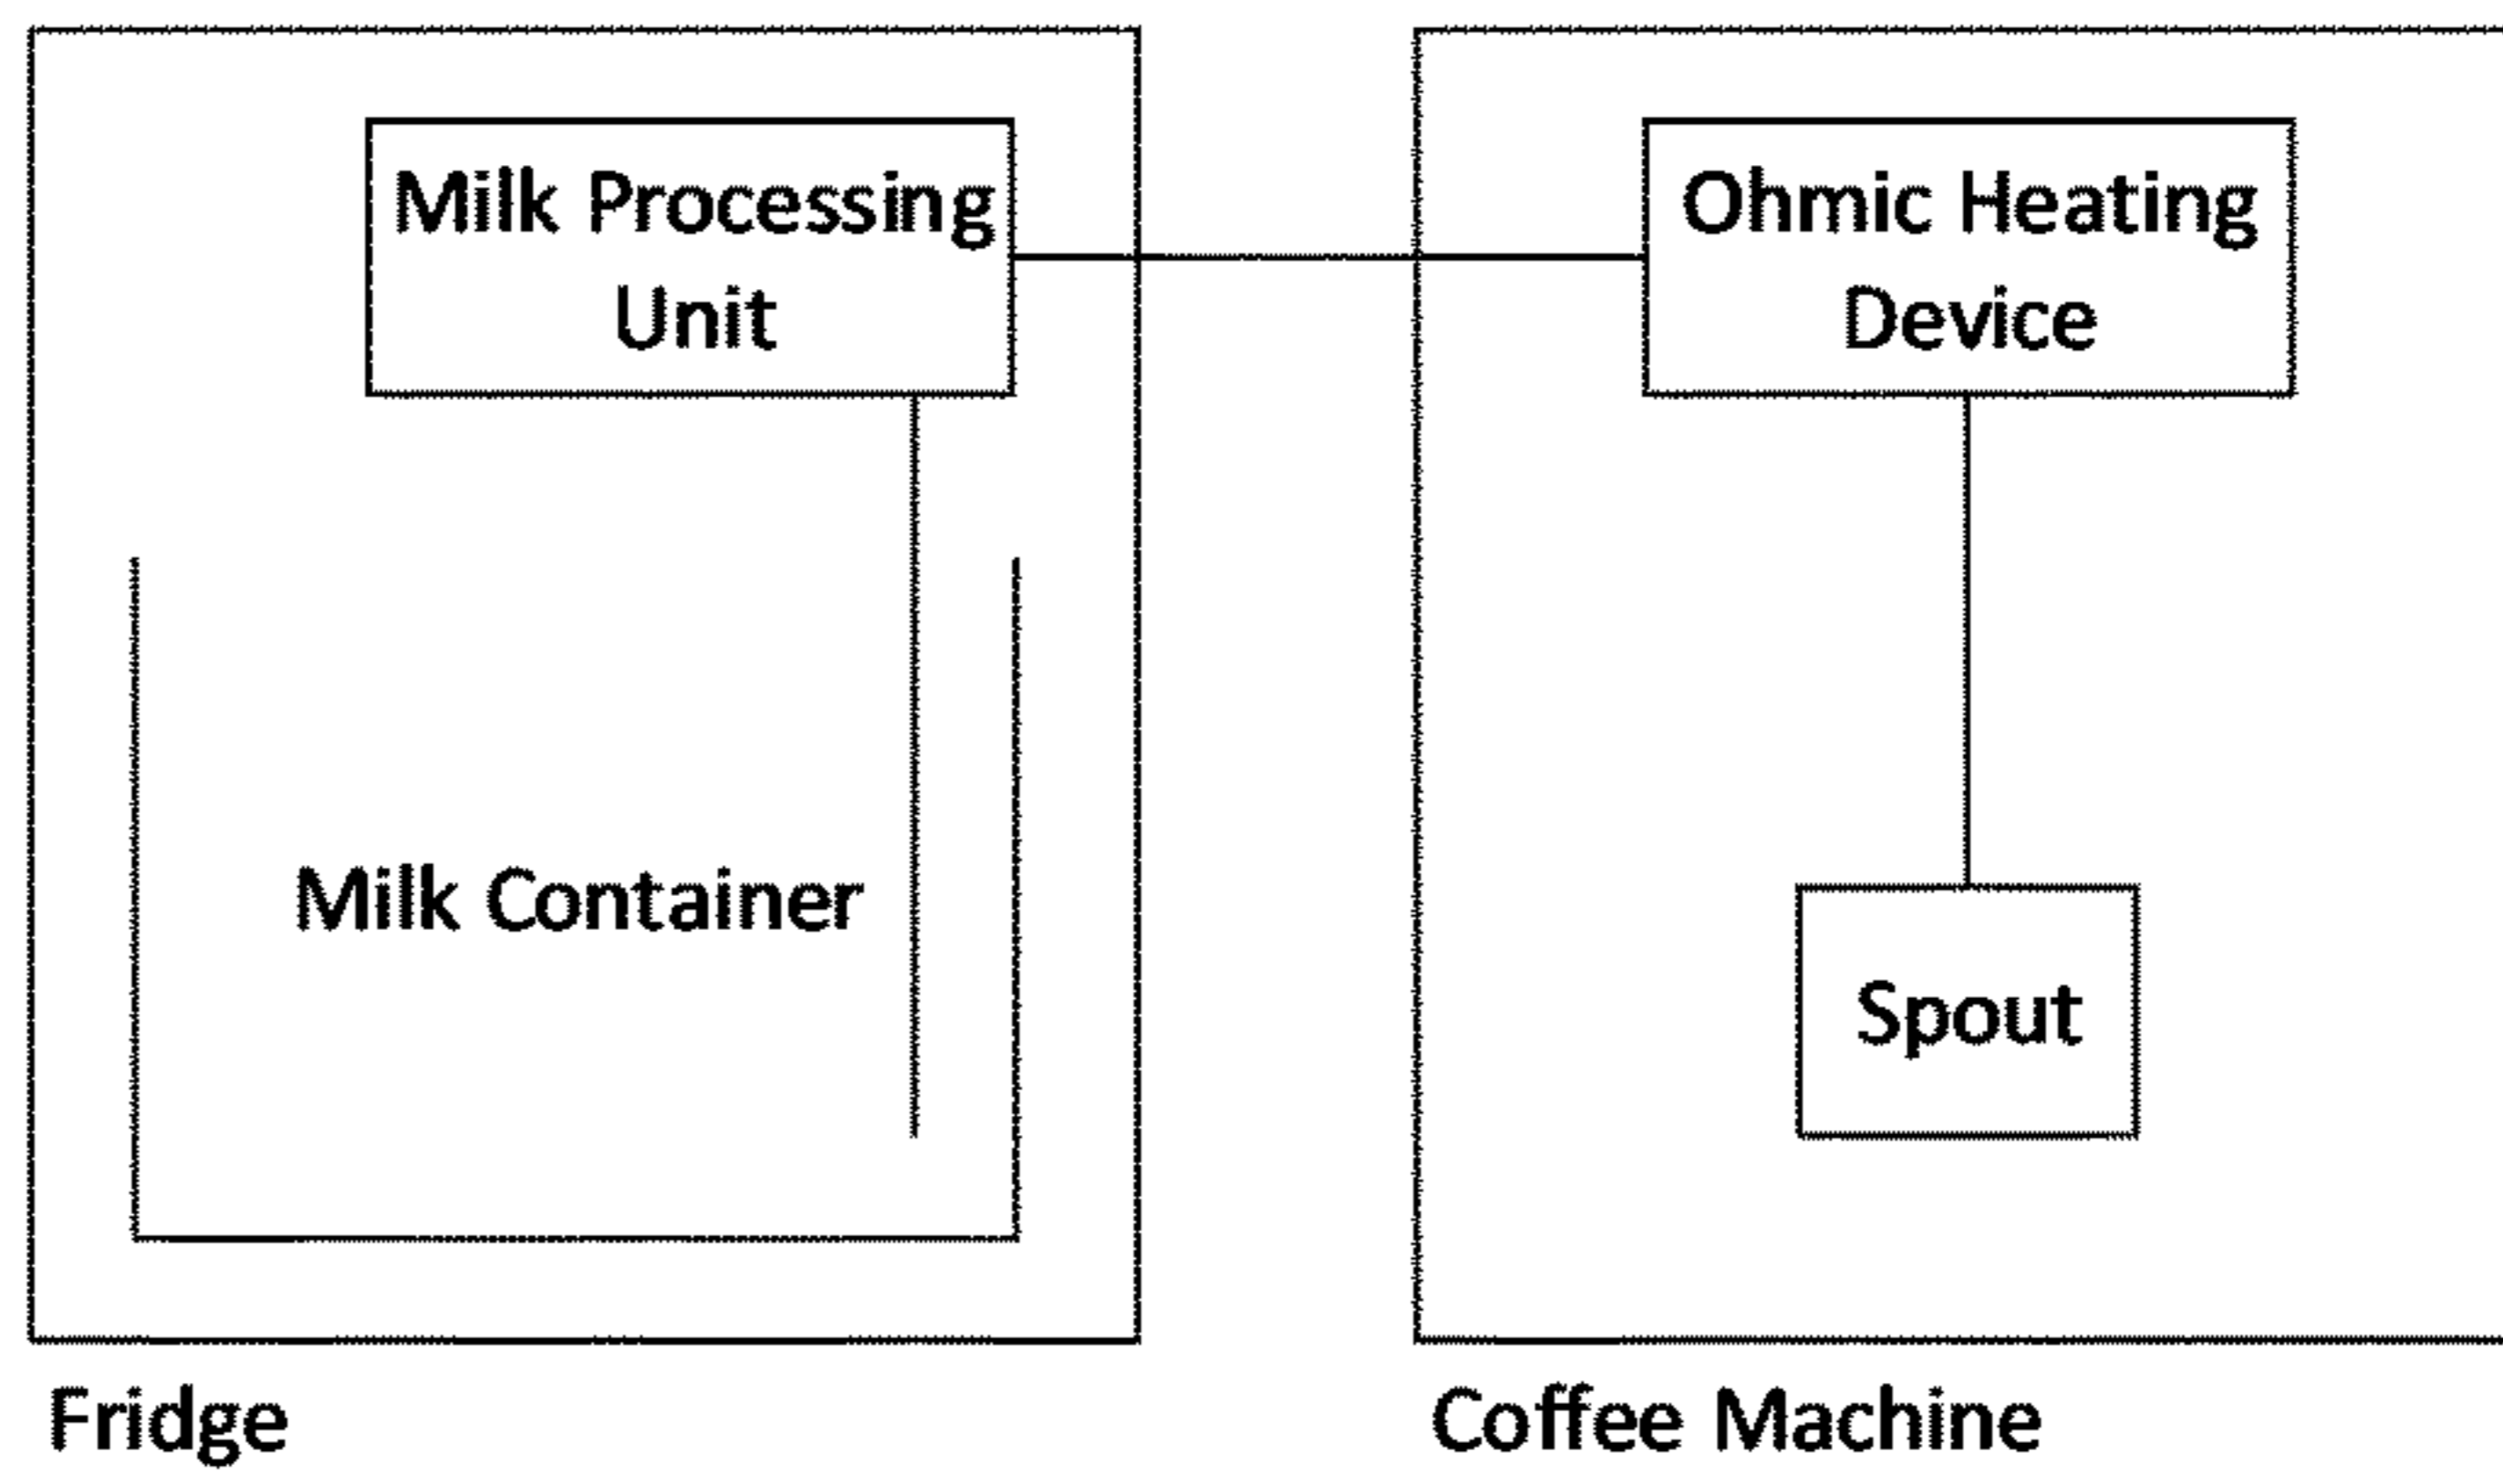 Milk Processing
Unit
Ohmic Heating
Device
Milk Container
Spout
Fridge
Coffee Machine